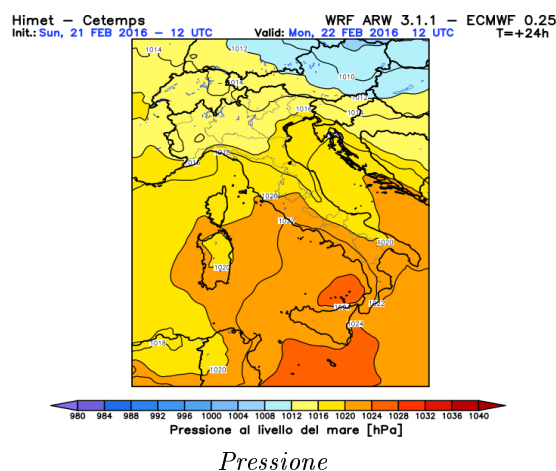 Himet – Cetemps WRF ARW 3.1.1 – ECMWF 0.25
Init.: Sun, 21 FEB 2016 – 12 UTC Valid: Mon, 22 FEB 2016 12 UTC T=+24h
1014 1012
1010
1014
1012
1016
1020
1020
1020
1022
1024
1018
1020
980 984 988 992 996 1000 1004 1008 1012 1016 1020 1024 1028 1032 1036 1040
Pressione al livello del mare [hPa]
Pressione